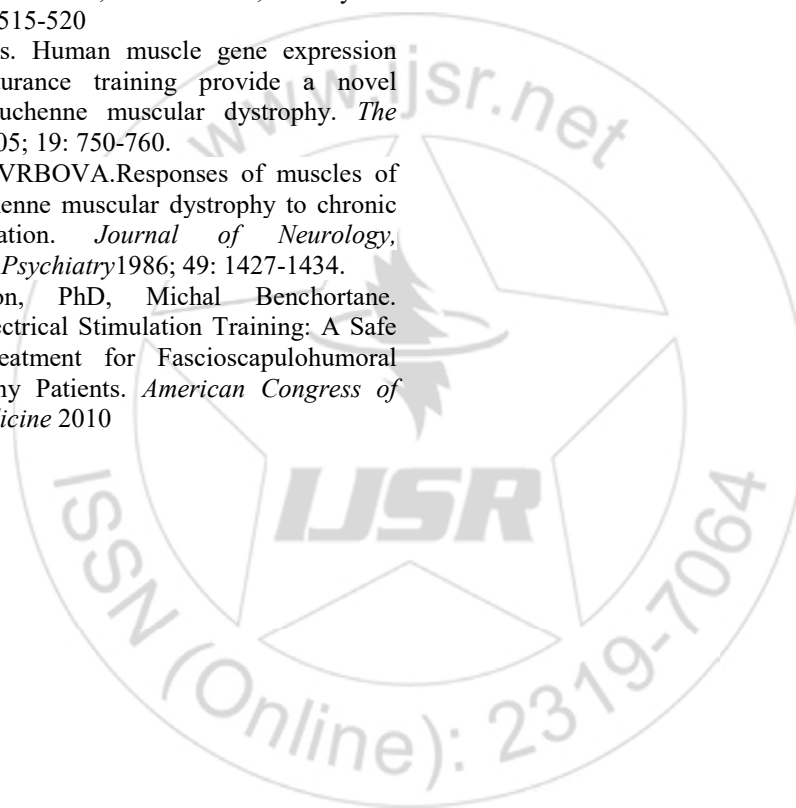 515-520
s. Human muscle gene expression
urance training provide a novel
uchenne muscular dystrophy. The
05; 19: 750-760.
VRBOVA.Responses of muscles of
enne muscular dystrophy to chronic
ation. Journal of Neurology,
Psychiatry1986; 49: 1427-1434.
on, PhD, Michal Benchortane.
ectrical Stimulation Training: A Safe
eatment for Fascioscapulohumoral
ny Patients. American Congress of
licine 2010
www.ijsr.net
IJSR
ISSN (Online): 2319-7064